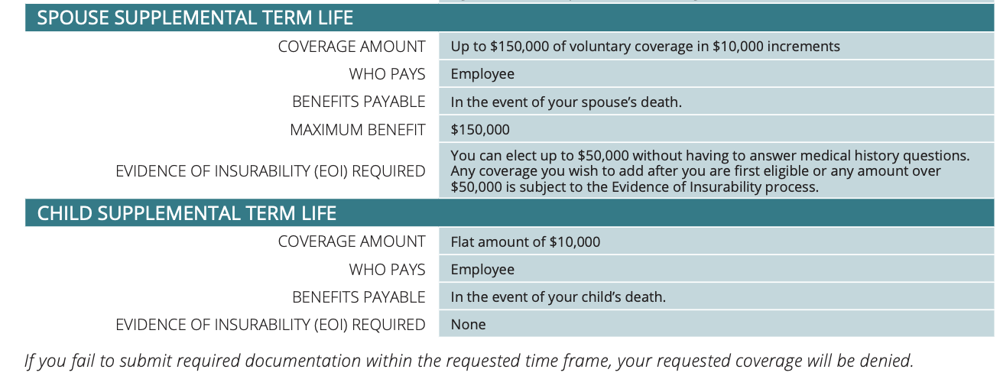 SPOUSE SUPPLEMENTAL TERM LIFE
COVERAGE AMOUNT Up to $150,000 of voluntary coverage in $10,000 increments
WHO PAYS Employee
BENEFITS PAYABLE In the event of your spouse’s death.
MAXIMUM BENEFIT $150,000
EVIDENCE OF INSURABILITY (EOI) REQUIRED You can elect up to $50,000 without having to answer medical history questions.
Any coverage you wish to add after you are first eligible or any amount over
$50,000 is subject to the Evidence of Insurability process.
CHILD SUPPLEMENTAL TERM LIFE
COVERAGE AMOUNT Flat amount of $10,000
WHO PAYS Employee
BENEFITS PAYABLE In the event of your child’s death.
EVIDENCE OF INSURABILITY (EOI) REQUIRED None
If you fail to submit required documentation within the requested time frame, your requested coverage will be denied.